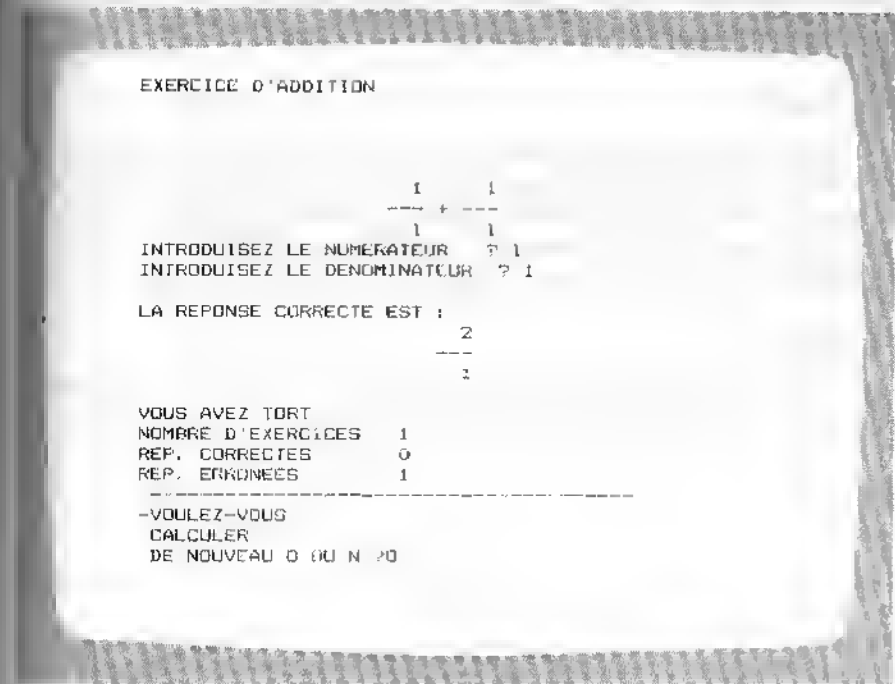 EXERCICE D'ADDITION
1 1
--- + ---
1 1
INTRODUISEZ LE NUMERATEUR ? 1
INTRODUISEZ LE DENOMINATEUR ? 1
LA REPONSE CORRECTE EST :
2
---
1
VOUS AVEZ TORT
NOMBRE D'EXERCICES 1
REP. CORRECTES 0
REP. ERRONEES 1
-VOULEZ-VOUS
CALCULER
DE NOUVEAU O OU N ?O